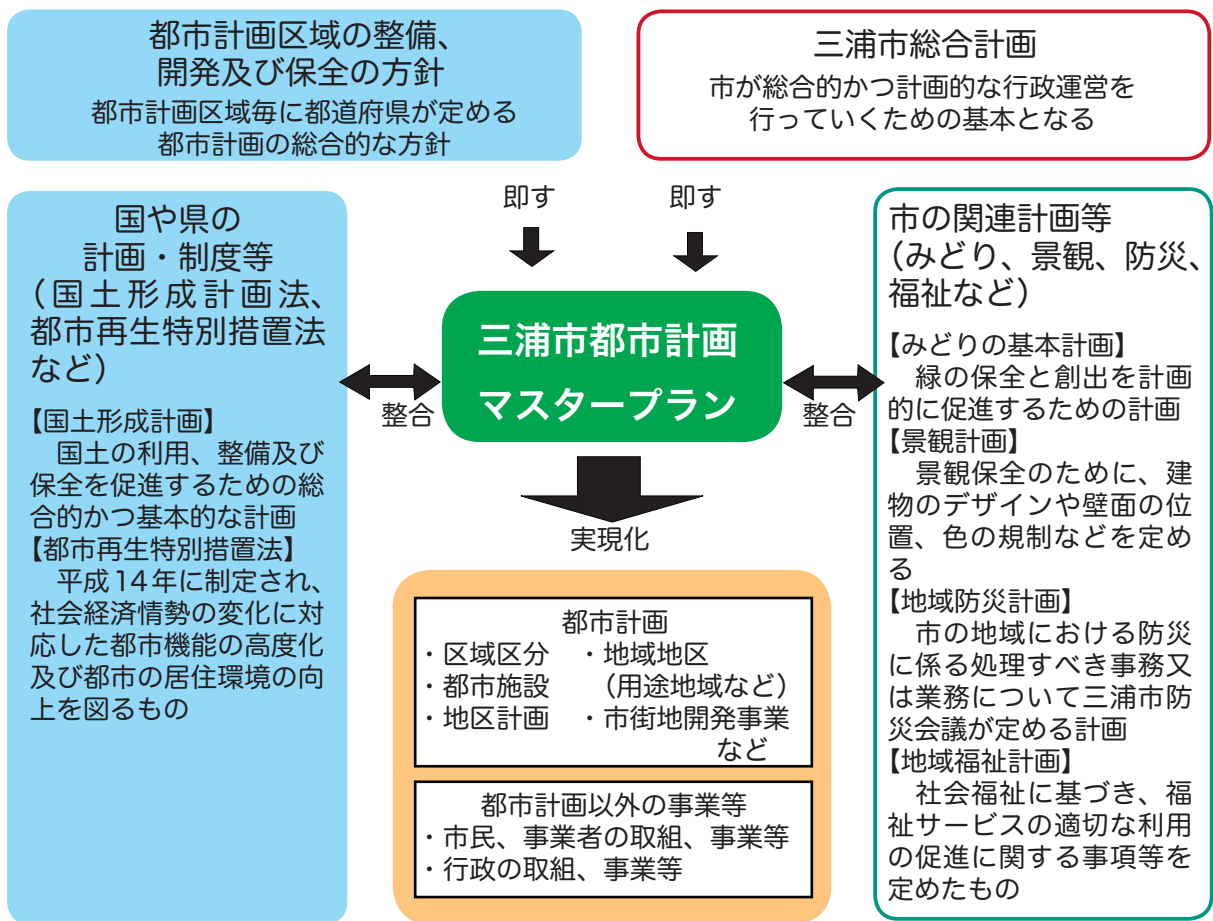 都市計画区域の整備、
開発及び保全の方針
都市計画区域毎に都道府県が定める
都市計画の総合的な方針
三浦市総合計画
市が総合的かつ計画的な行政運営を
行っていくための基本となる
即す
即す
国や県の
計画・制度等
（国土形成計画法、
都市再生特別措置法
など）
【国土形成計画】
国土の利用、整備及び
保全を促進するための総
合的かつ基本的な計画
【都市再生特別措置法】
平成14年に制定され、
社会経済情勢の変化に対
応した都市機能の高度化
及び都市の居住環境の向
上を図るもの
整合
三浦市都市計画
マスタープラン
整合
実現化
都市計画
・区域区分 ・地域地区
・都市施設 （用途地域など）
・地区計画 ・市街地開発事業
など
都市計画以外の事業等
・市民、事業者の取組、事業等
・行政の取組、事業等
市の関連計画等
（みどり、景観、防災、
福祉など）
【みどりの基本計画】
緑の保全と創出を計画
的に促進するための計画
【景観計画】
景観保全のために、建
物のデザインや壁面の位
置、色の規制などを定め
る
【地域防災計画】
市の地域における防災
に係る処理すべき事務又
は業務について三浦市防
災会議が定める計画
【地域福祉計画】
社会福祉に基づき、福
祉サービスの適切な利用
の促進に関する事項等を
定めたもの